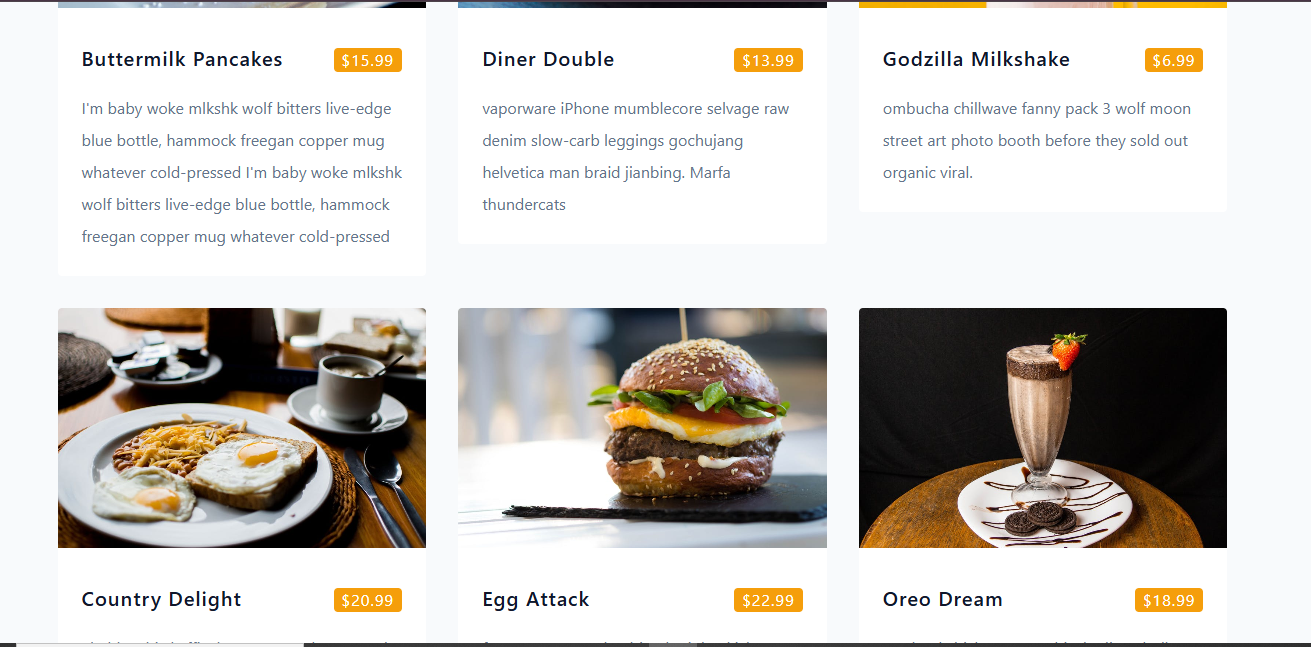 Buttermilk Pancakes $15.99
I'm baby woke mlkshk wolf bitters live-edge
blue bottle, hammock freegan copper mug
whatever cold-pressed I'm baby woke mlkshk
wolf bitters live-edge blue bottle, hammock
freegan copper mug whatever cold-pressed
Diner Double $13.99
vaporware iPhone mumblecore selvage raw
denim slow-carb leggings gochujang
helvetica man braid jianbing. Marfa
thundercats
Godzilla Milkshake $6.99
ombucha chillwave fanny pack 3 wolf moon
street art photo booth before they sold out
organic viral.
Country Delight $20.99
Egg Attack $22.99
Oreo Dream $18.99